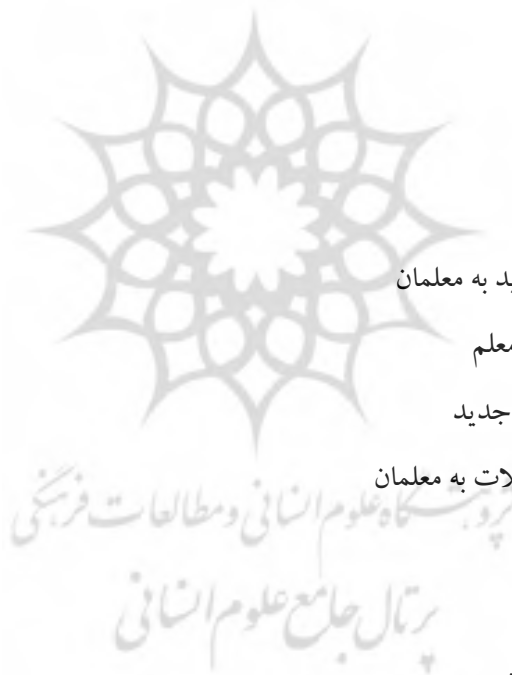 ید به معلمان
معلم
جدید
لات به معلمان
پژوهشگاه علوم انسانی و مطالعات فرهنگی
پرتال جامع علوم انسانی